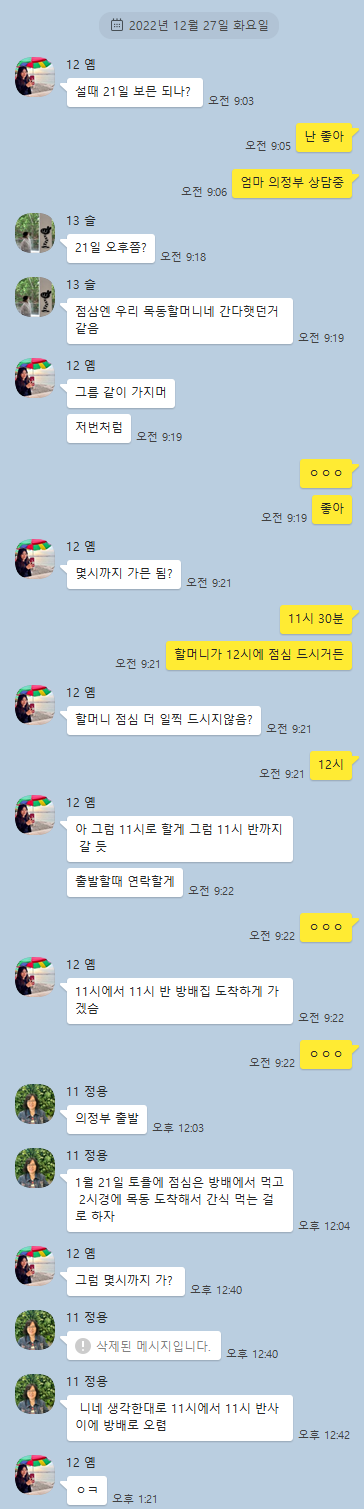 2022년 12월 27일 화요일
12 옘
설때 21일 보믄 되나?
오전 9:03
난 좋아
오전 9:05
엄마 의정부 상담중
오전 9:06
13 슬
21일 오후쯤?
오전 9:18
13 슬
점심엔 우리 목동할머니네 간다햇던거
같음
오전 9:19
12 옘
그름 같이 가지머
저번처럼
오전 9:19
ㅇㅇㅇ
좋아
오전 9:19
12 옘
몇시까지 가믄 됨?
오전 9:21
11시 30분
할머니가 12시에 점심 드시거든
오전 9:21
12 옘
할머니 점심 더 일찍 드시지않음?
오전 9:21
12시
오전 9:21
12 옘
아 그럼 11시로 할게 그럼 11시 반까지
갈 듯
출발할때 연락할게
오전 9:22
ㅇㅇㅇ
오전 9:22
12 옘
11시에서 11시 반 방배집 도착하게 가
겠슴
오전 9:22
ㅇㅇㅇ
오전 9:22
11 정용
의정부 출발
오후 12:03
11 정용
1월 21일 토욜에 점심은 방배에서 먹고
2시경에 목동 도착해서 간식 먹는 걸
로 하자
오후 12:04
12 옘
그럼 몇시까지 가?
오후 12:40
11 정용
삭제된 메시지입니다.
오후 12:40
11 정용
니네 생각한대로 11시에서 11시 반사
이에 방배로 오렴
오후 12:42
12 옘
ㅇㅋ
오후 1:21